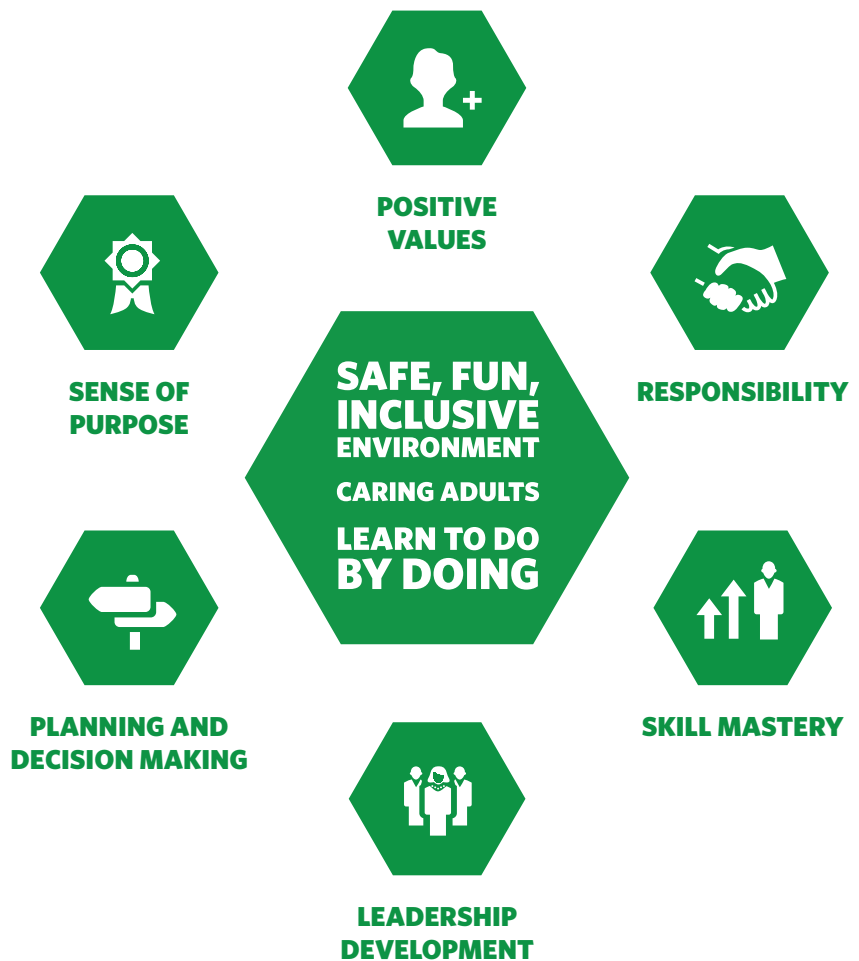 POSITIVE
VALUES
SENSE OF
PURPOSE
RESPONSIBILITY
SAFE, FUN,
INCLUSIVE
ENVIRONMENT
CARING ADULTS
LEARN TO DO
BY DOING
PLANNING AND
DECISION MAKING
SKILL MASTERY
LEADERSHIP
DEVELOPMENT